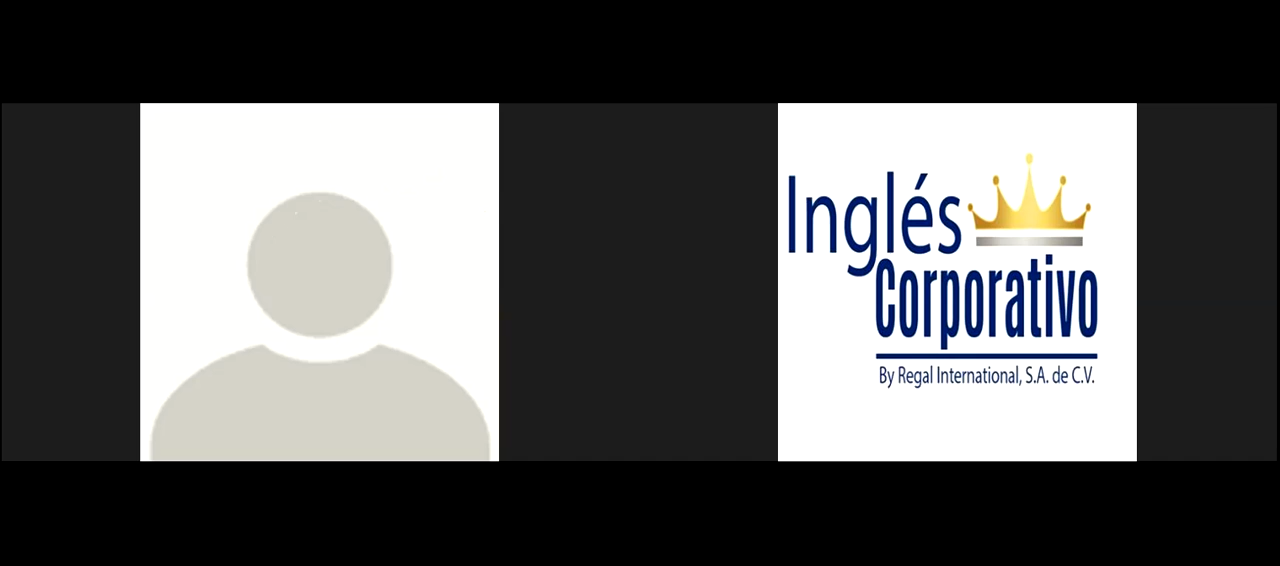 Inglés
Corporativo
By Regal International, S.A. de C.V.